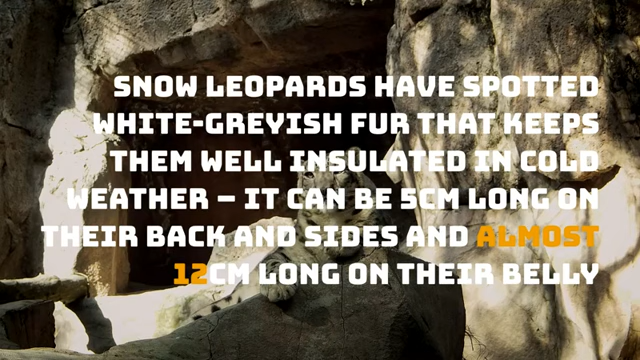 SNOW LEOPARDS HAVE SPOTTED
WHITE-GREYISH FUR THAT KEEPS
THEM WELL INSULATED IN COLD
WEATHER – IT CAN BE 5CM LONG ON
THEIR BACK AND SIDES AND ALMOST
12CM LONG ON THEIR BELLY